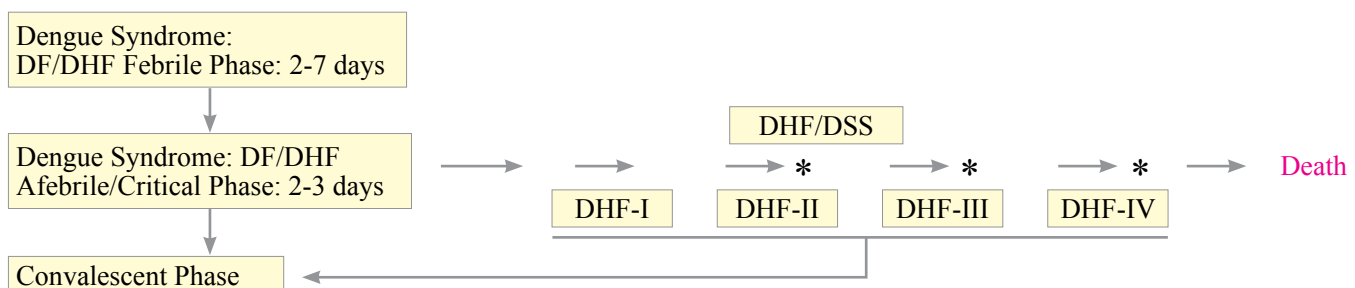 Dengue Syndrome:
DF/DHF Febrile Phase: 2-7 days
DHF/DSS
Dengue Syndrome: DF/DHF
Afebrile/Critical Phase: 2-3 days
* * *
Death
DHF-I DHF-II DHF-III DHF-IV
Convalescent Phase